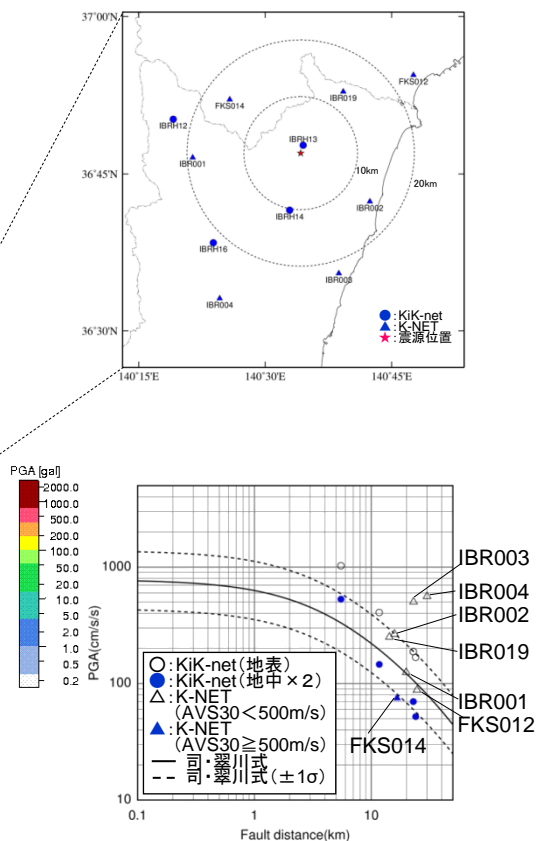 37°00'N
FKS012
IBR019
FKS014
IBRH12
IBRH13
IBR001
10km
20km
36°45'N
IBR002
IBRH14
IBRH16
IBR003
IBR004
:KiK-net
:K-NET
:震源位置
36°30'N
140°15'E
140°30'E
140°45'E
PGA [gal]
2000.0
1000.0
500.0
200.0
100.0
50.0
20.0
10.0
5.0
2.0
1.0
0.5
0.2
PGA(cm/s/s)
1000
100
10
IBR003
IBR004
IBR002
IBR019
IBR001
FKS012
FKS014
:KiK-net(地表)
:KiK-net(地中×2)
:K-NET
(AVS30<500m/s)
:K-NET
(AVS30≧500m/s)
司・翠川式
司・翠川式(±1σ)
0.1
1
10
Fault distance(km)